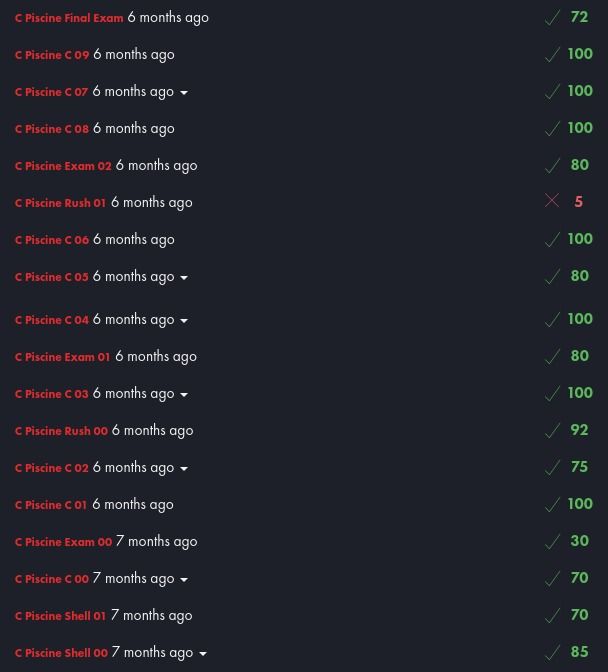 C Piscine Final Exam 6 months ago 72
C Piscine C 09 6 months ago 100
C Piscine C 07 6 months ago 100
C Piscine C 08 6 months ago 100
C Piscine Exam 02 6 months ago 80
C Piscine Rush 01 6 months ago 5
C Piscine C 06 6 months ago 100
C Piscine C 05 6 months ago 80
C Piscine C 04 6 months ago 100
C Piscine Exam 01 6 months ago 80
C Piscine C 03 6 months ago 100
C Piscine Rush 00 6 months ago 92
C Piscine C 02 6 months ago 75
C Piscine C 01 6 months ago 100
C Piscine Exam 00 7 months ago 30
C Piscine C 00 7 months ago 70
C Piscine Shell 01 7 months ago 70
C Piscine Shell 00 7 months ago 85